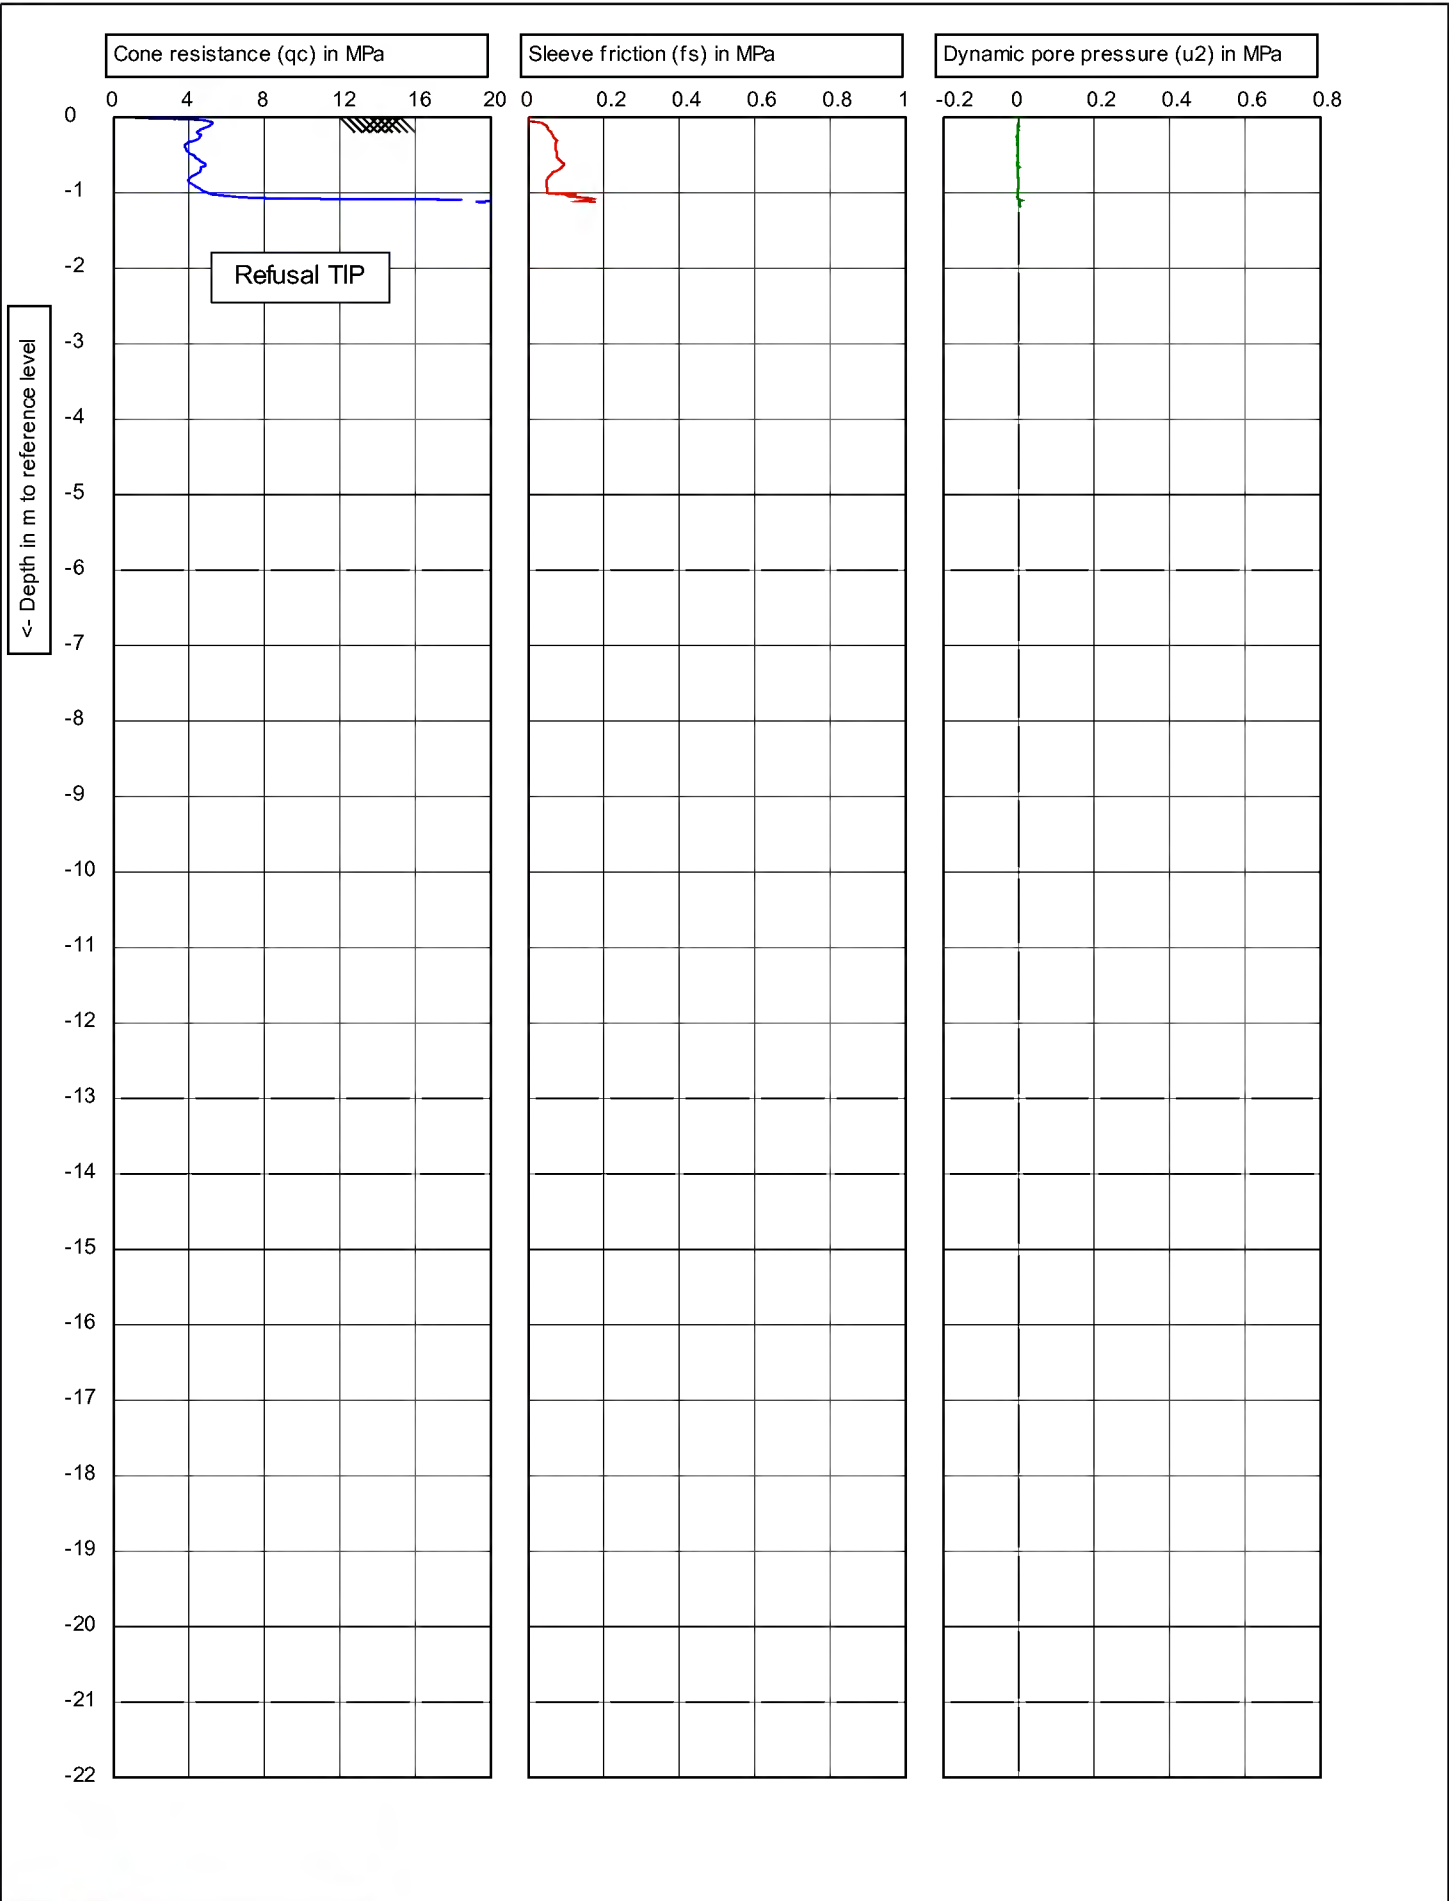 Cone resistance (qc) in MPa
Sleeve friction (fs) in MPa
Dynamic pore pressure (u2) in MPa
0 4 8 12 16 20
0 0.2 0.4 0.6 0.8 1
-0.2 0 0.2 0.4 0.6 0.8
0
-1
-2
Refusal TIP
-3
-4
-5
-6
-7
<- Depth in m to reference level
-8
-9
-10
-11
-12
-13
-14
-15
-16
-17
-18
-19
-20
-21
-22